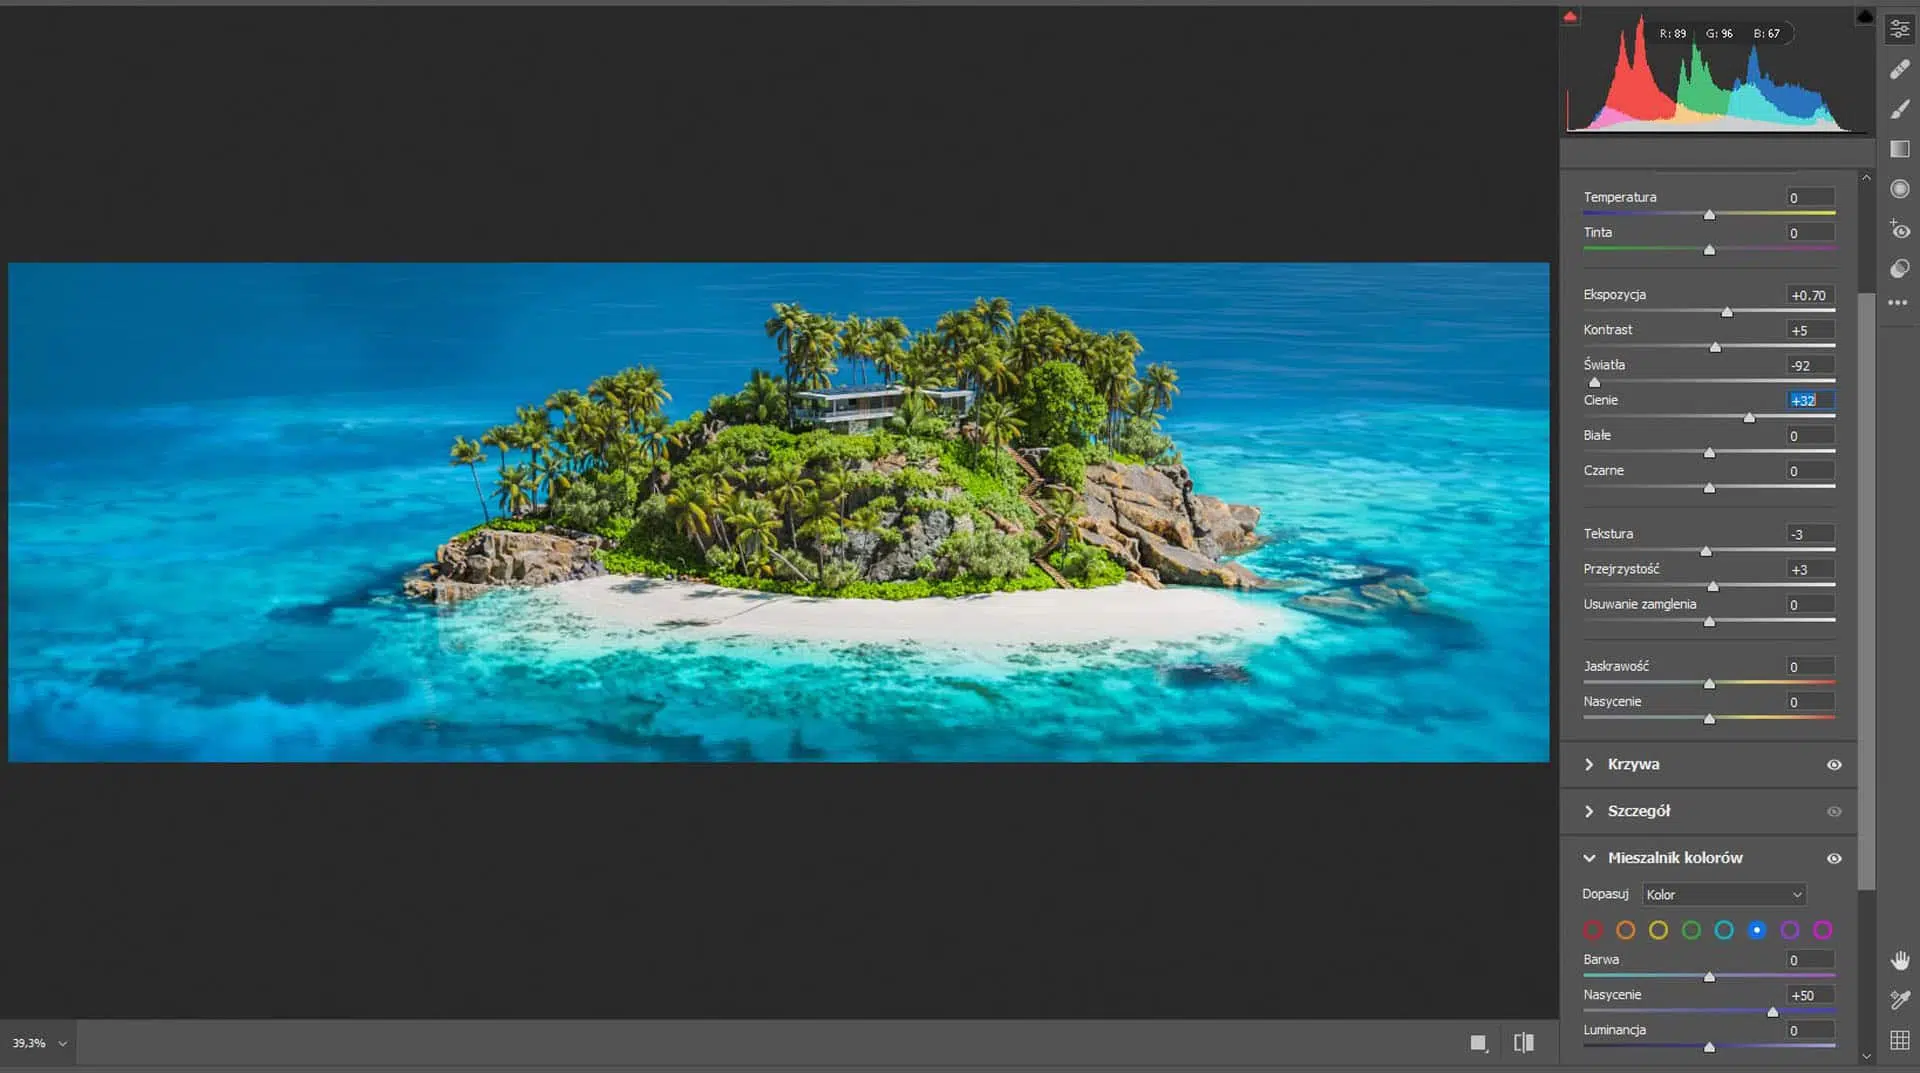 R: 89 G: 96 B: 67
Temperatura 0
Tinta 0
Ekspozycja +0.70
Kontrast +5
Światła -92
Cienie +32
Białe 0
Czarne 0
Tekstura -3
Przejrzystość +3
Usuwanie zamglenia 0
Jaskrawość 0
Nasycenie 0
Krzywa
Szczegół
Mieszalnik kolorów
Dopasuj Kolor
Barwa 0
Nasycenie +50
Luminancja 0
39,3%